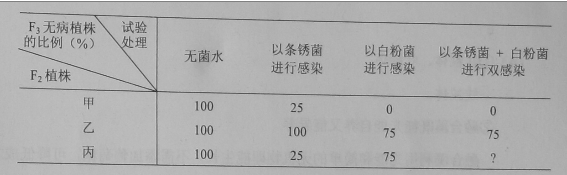 F₃无病植株的比例(%)
试验处理
F₂植株
无菌水
以条锈菌进行感染
以白粉菌进行感染
以条锈菌 + 白粉菌进行双感染
甲 100 25 0 0
乙 100 100 75 75
丙 100 25 75 ?